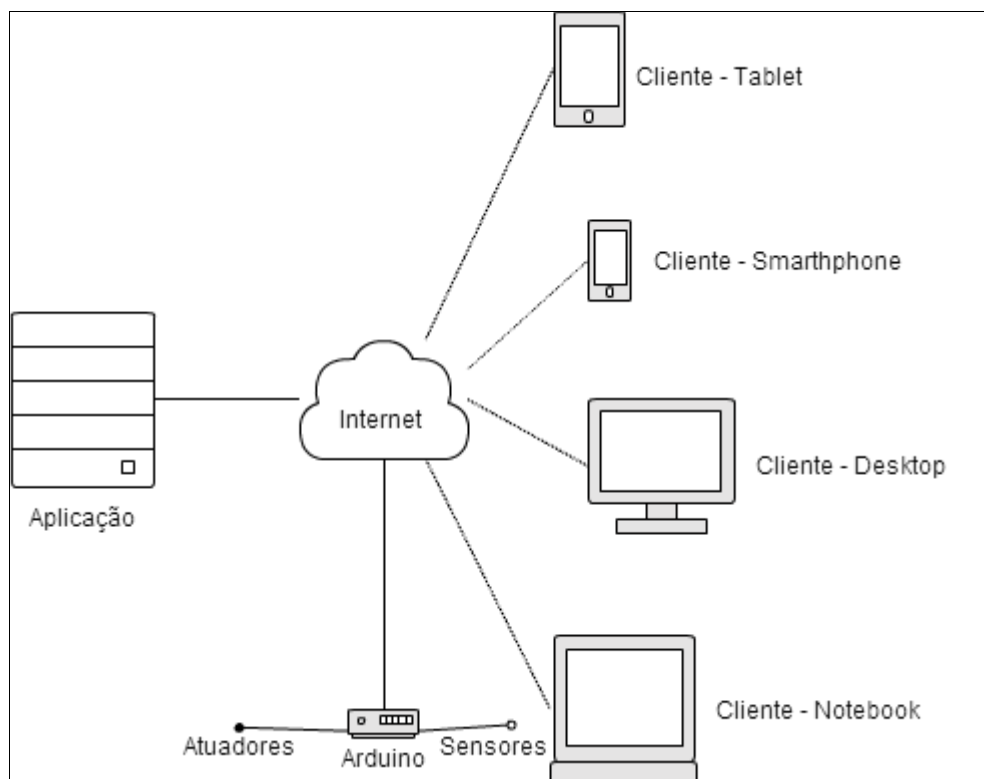 Cliente - Tablet
Cliente - Smarthphone
Internet
Cliente - Desktop
Aplicação
Cliente - Notebook
Atuadores
Arduino
Sensores